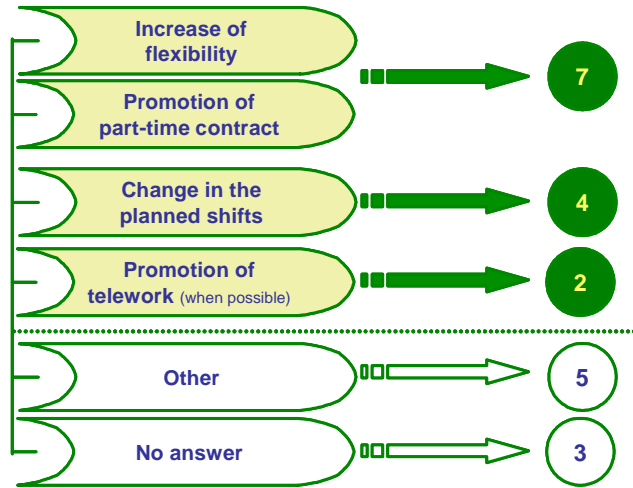 Increase of
flexibility
7
Promotion of
part-time contract
Change in the
planned shifts
4
Promotion of
telework (when possible)
2
Other
5
No answer
3